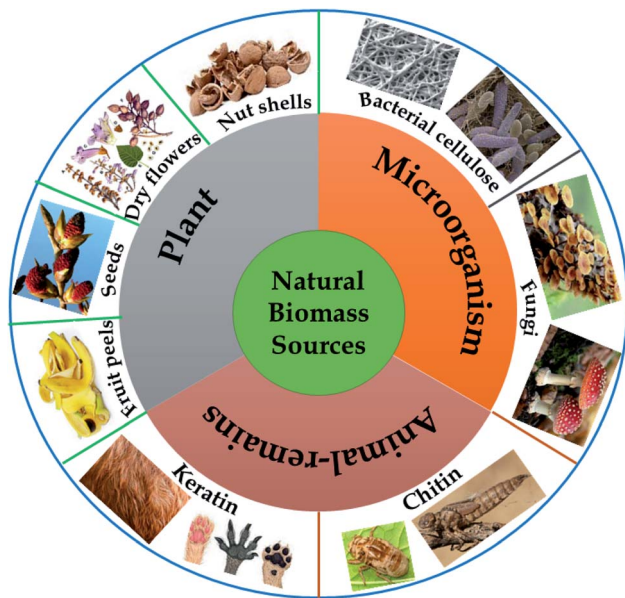 Natural
Biomass
Sources
Plant
Microorganism
Animal-remains
Nut shells
Dry flowers
Seeds
Fruit peels
Bacterial cellulose
Fungi
Chitin
Keratin